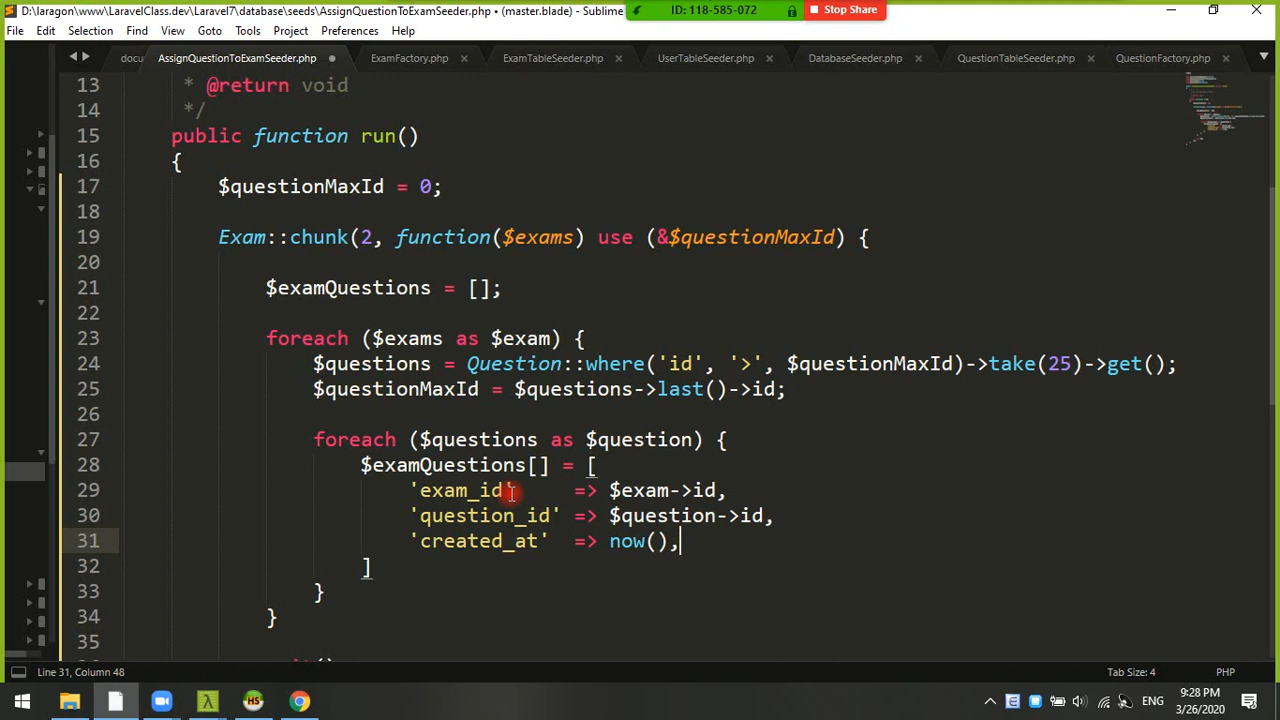 D:\laragon\www\LaravelClass.dev\Laravel7\database\seeds\AssignQuestionToExamSeeder.php • (master.blade) - Sublime
ID: 118-585-072
Stop Share
File Edit Selection Find View Goto Tools Project Preferences Help
docu AssignQuestionToExamSeeder.php ExamFactory.php ExamTableSeeder.php UserTableSeeder.php DatabaseSeeder.php QuestionTableSeeder.php QuestionFactory.php
13 * @return void
14 */
15 public function run()
16 {
17 $questionMaxId = 0;
18
19 Exam::chunk(2, function($exams) use (&$questionMaxId) {
20
21 $examQuestions = [];
22
23 foreach ($exams as $exam) {
24 $questions = Question::where('id', '>', $questionMaxId)->take(25)->get();
25 $questionMaxId = $questions->last()->id;
26
27 foreach ($questions as $question) {
28 $examQuestions[] = [
29 'exam_id' => $exam->id,
30 'question_id' => $question->id,
31 'created_at' => now(),
32 ]
33 }
34 }
35
Line 31, Column 48 Tab Size: 4 PHP
ENG
9:28 PM
3/26/2020